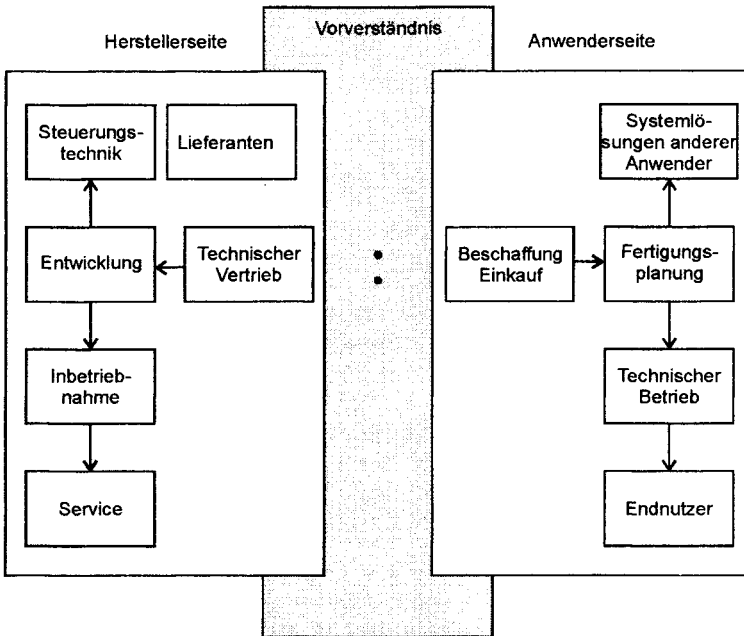 Vorverständnis
Herstellerseite
Anwenderseite
Steuerungs-
technik
Lieferanten
Entwicklung
Technischer
Vertrieb
Inbetrieb-
nahme
Service
Systemlö-
sungen anderer
Anwender
Beschaffung
Einkauf
Fertigungs-
planung
Technischer
Betrieb
Endnutzer